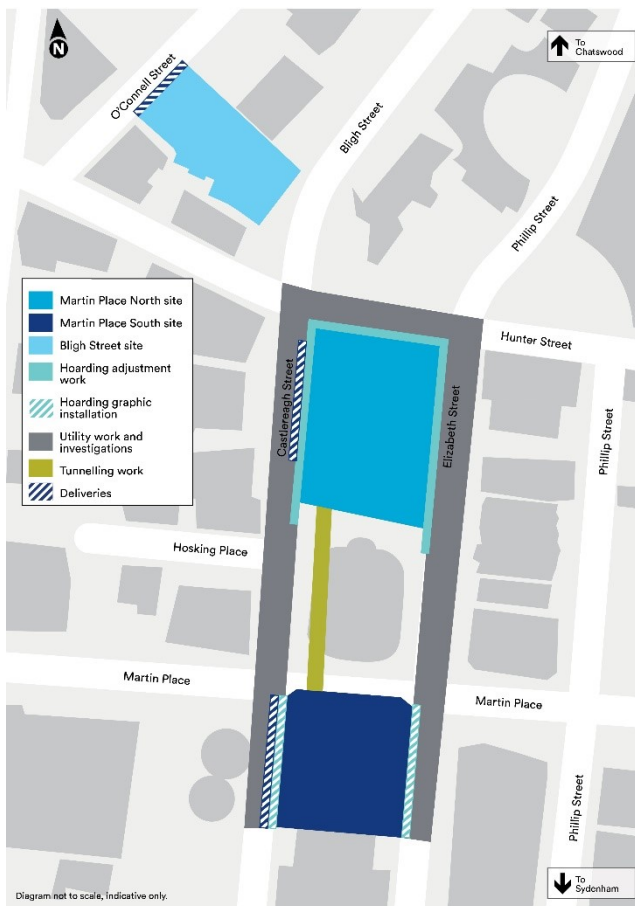 N
To
Chatswood
O'Connell Street
Bligh Street
Phillip Street
Martin Place North site
Martin Place South site
Bligh Street site
Hoarding adjustment
work
Hoarding graphic
installation
Utility work and
investigations
Tunnelling work
Deliveries
Hunter Street
Castlereagh Street
Elizabeth Street
Phillip Street
Hosking Place
Martin Place
Martin Place
Phillip Street
To
Sydenham
Diagram not to scale, indicative only.